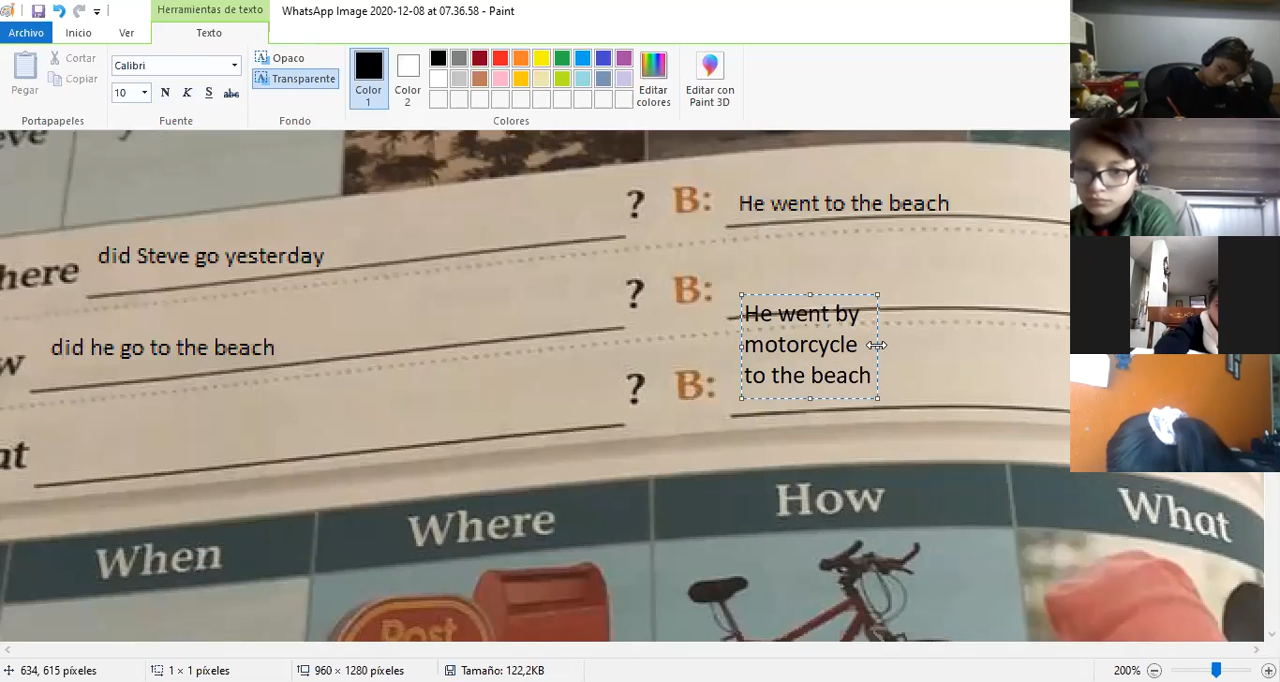 Herramientas de texto
WhatsApp Image 2020-12-08 at 07.36.58 - Paint
Archivo
Inicio
Ver
Texto
Pegar
Cortar
Copiar
Portapapeles
Calibri
10
N K S abc
Fuente
Opaco
Transparente
Fondo
Color 1
Color 2
Editar colores
Editar con Paint 3D
Colores
? B: He went to the beach
here did Steve go yesterday
? B: He went by
motorcycle
to the beach
w did he go to the beach
? B:
at
When
Where
How
What
Post
634, 615 píxeles
1 × 1 píxeles
960 × 1280 píxeles
Tamaño: 122,2KB
200%